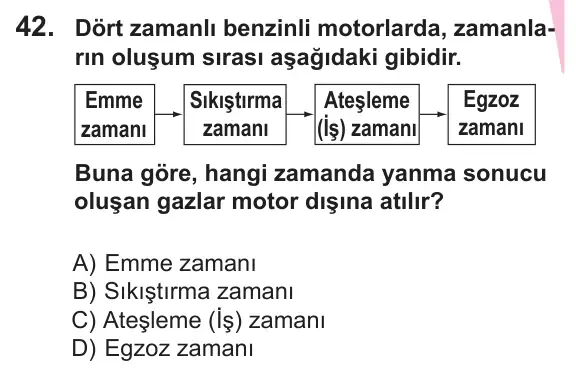 42. Dört zamanlı benzinli motorlarda, zamanla-
rın oluşum sırası aşağıdaki gibidir.
Emme
zamanı
Sıkıştırma
zamanı
Ateşleme
(İş) zamanı
Egzoz
zamanı
Buna göre, hangi zamanda yanma sonucu
oluşan gazlar motor dışına atılır?
A) Emme zamanı
B) Sıkıştırma zamanı
C) Ateşleme (İş) zamanı
D) Egzoz zamanı